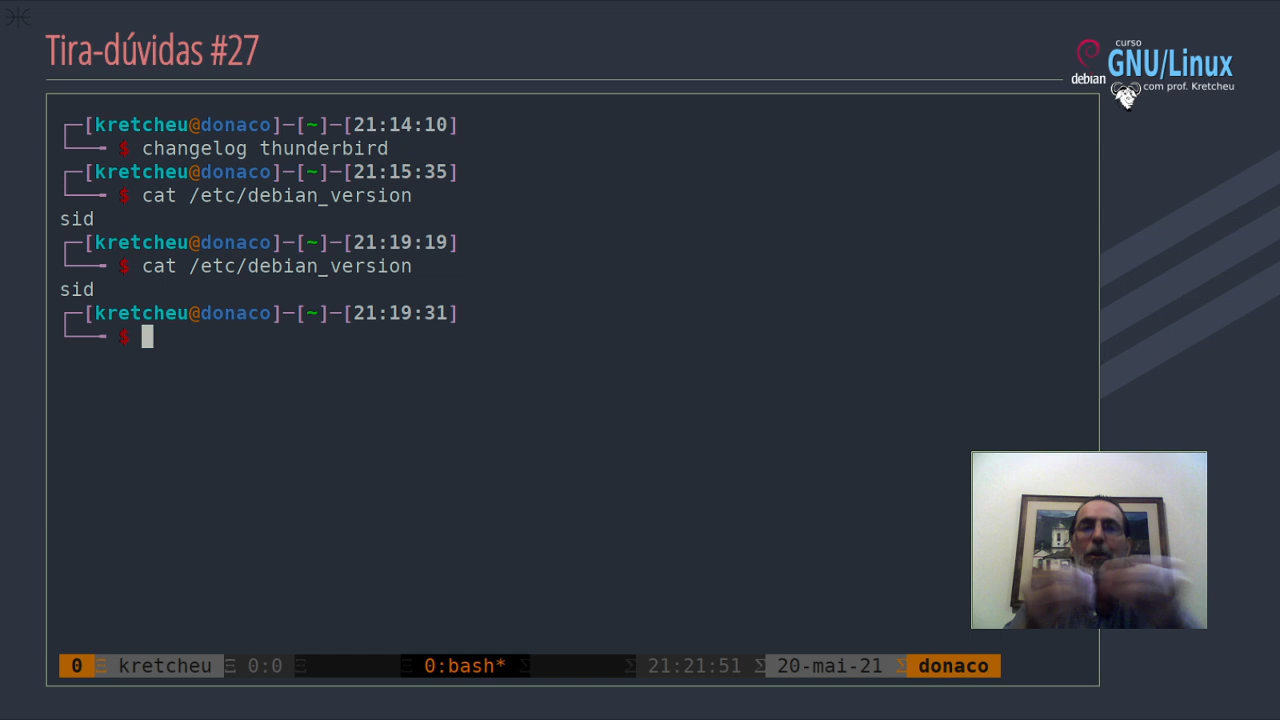 Tira-dúvidas #27
curso
debian GNU/Linux
com prof. Kretcheu
┌─[kretcheu@donaco]─[~]─[21:14:10]
└──╼ $ changelog thunderbird
┌─[kretcheu@donaco]─[~]─[21:15:35]
└──╼ $ cat /etc/debian_version
sid
┌─[kretcheu@donaco]─[~]─[21:19:19]
└──╼ $ cat /etc/debian_version
sid
┌─[kretcheu@donaco]─[~]─[21:19:31]
└──╼ $
0 Ξ kretcheu Ξ 0:0 Ξ Ξ 0:bash* Σ Σ 21:21:51 Σ 20-mai-21 Σ donaco